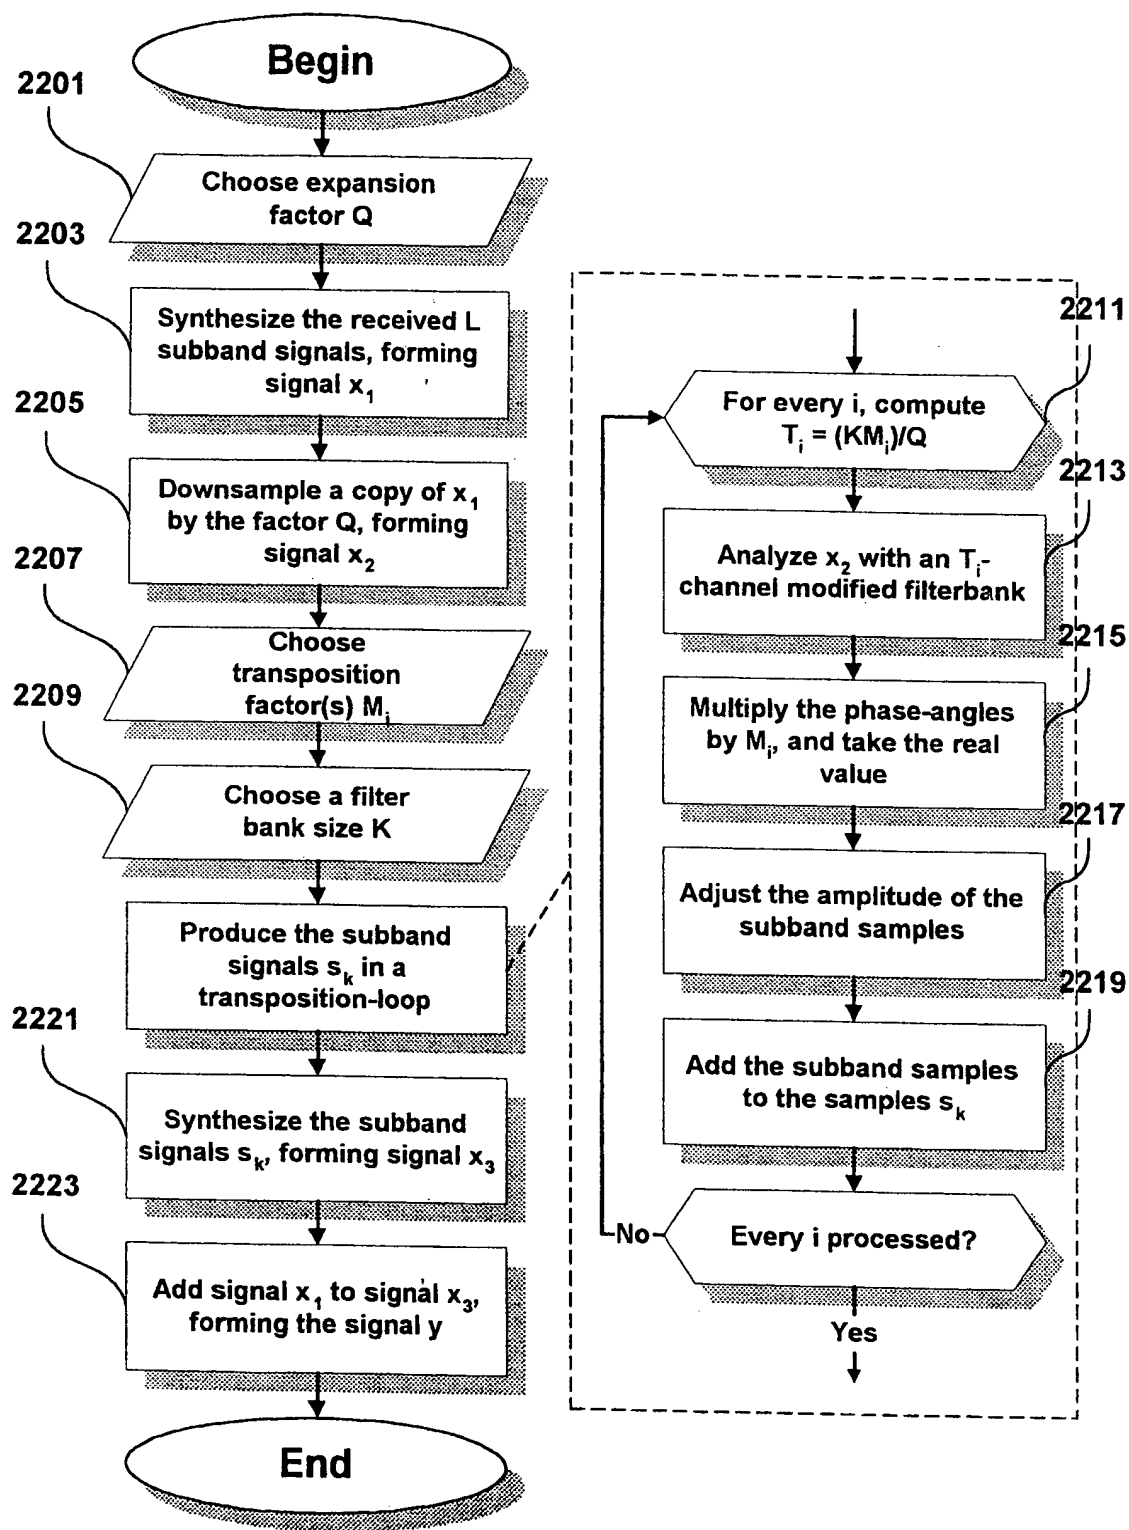 Begin
2201
Choose expansion
factor Q
2203
Synthesize the received L
subband signals, forming
signal x₁
2205
Downsample a copy of x₁
by the factor Q, forming
signal x₂
2207
Choose
transposition
factor(s) Mᵢ
2209
Choose a filter
bank size K
Produce the subband
signals sₖ in a
transposition-loop
2221
Synthesize the subband
signals sₖ, forming signal x₃
2223
Add signal x₁ to signal x₃,
forming the signal y
End
2211
For every i, compute
Tᵢ = (KMᵢ)/Q
2213
Analyze x₂ with an Tᵢ-
channel modified filterbank
2215
Multiply the phase-angles
by Mᵢ, and take the real
value
2217
Adjust the amplitude of the
subband samples
2219
Add the subband samples
to the samples sₖ
Every i processed?
No
Yes